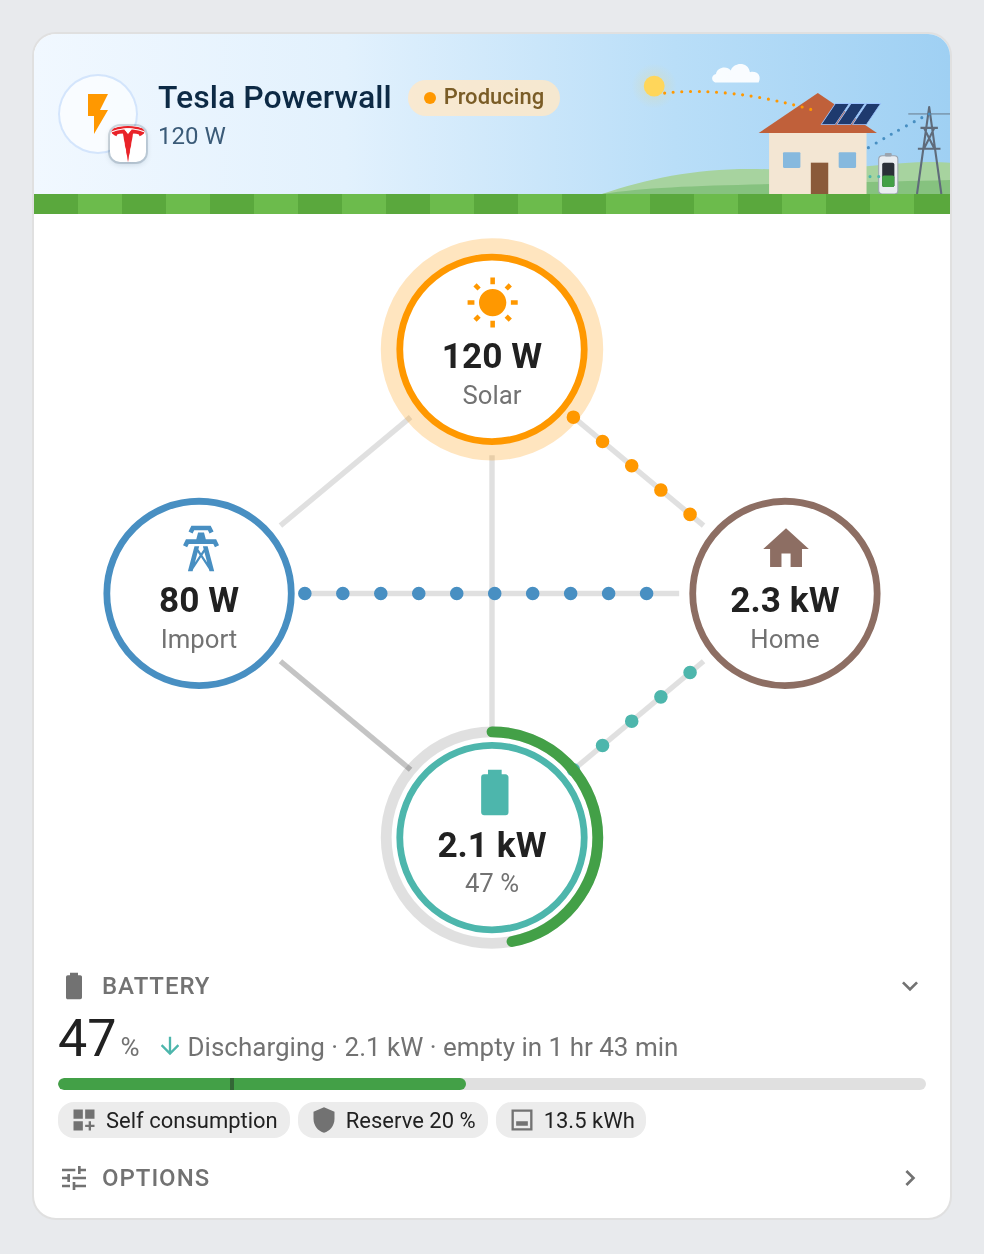 Tesla Powerwall
Producing
120 W
120 W
Solar
80 W
Import
2.3 kW
Home
2.1 kW
47 %
BATTERY
47 % Discharging · 2.1 kW · empty in 1 hr 43 min
Self consumption
Reserve 20 %
13.5 kWh
OPTIONS